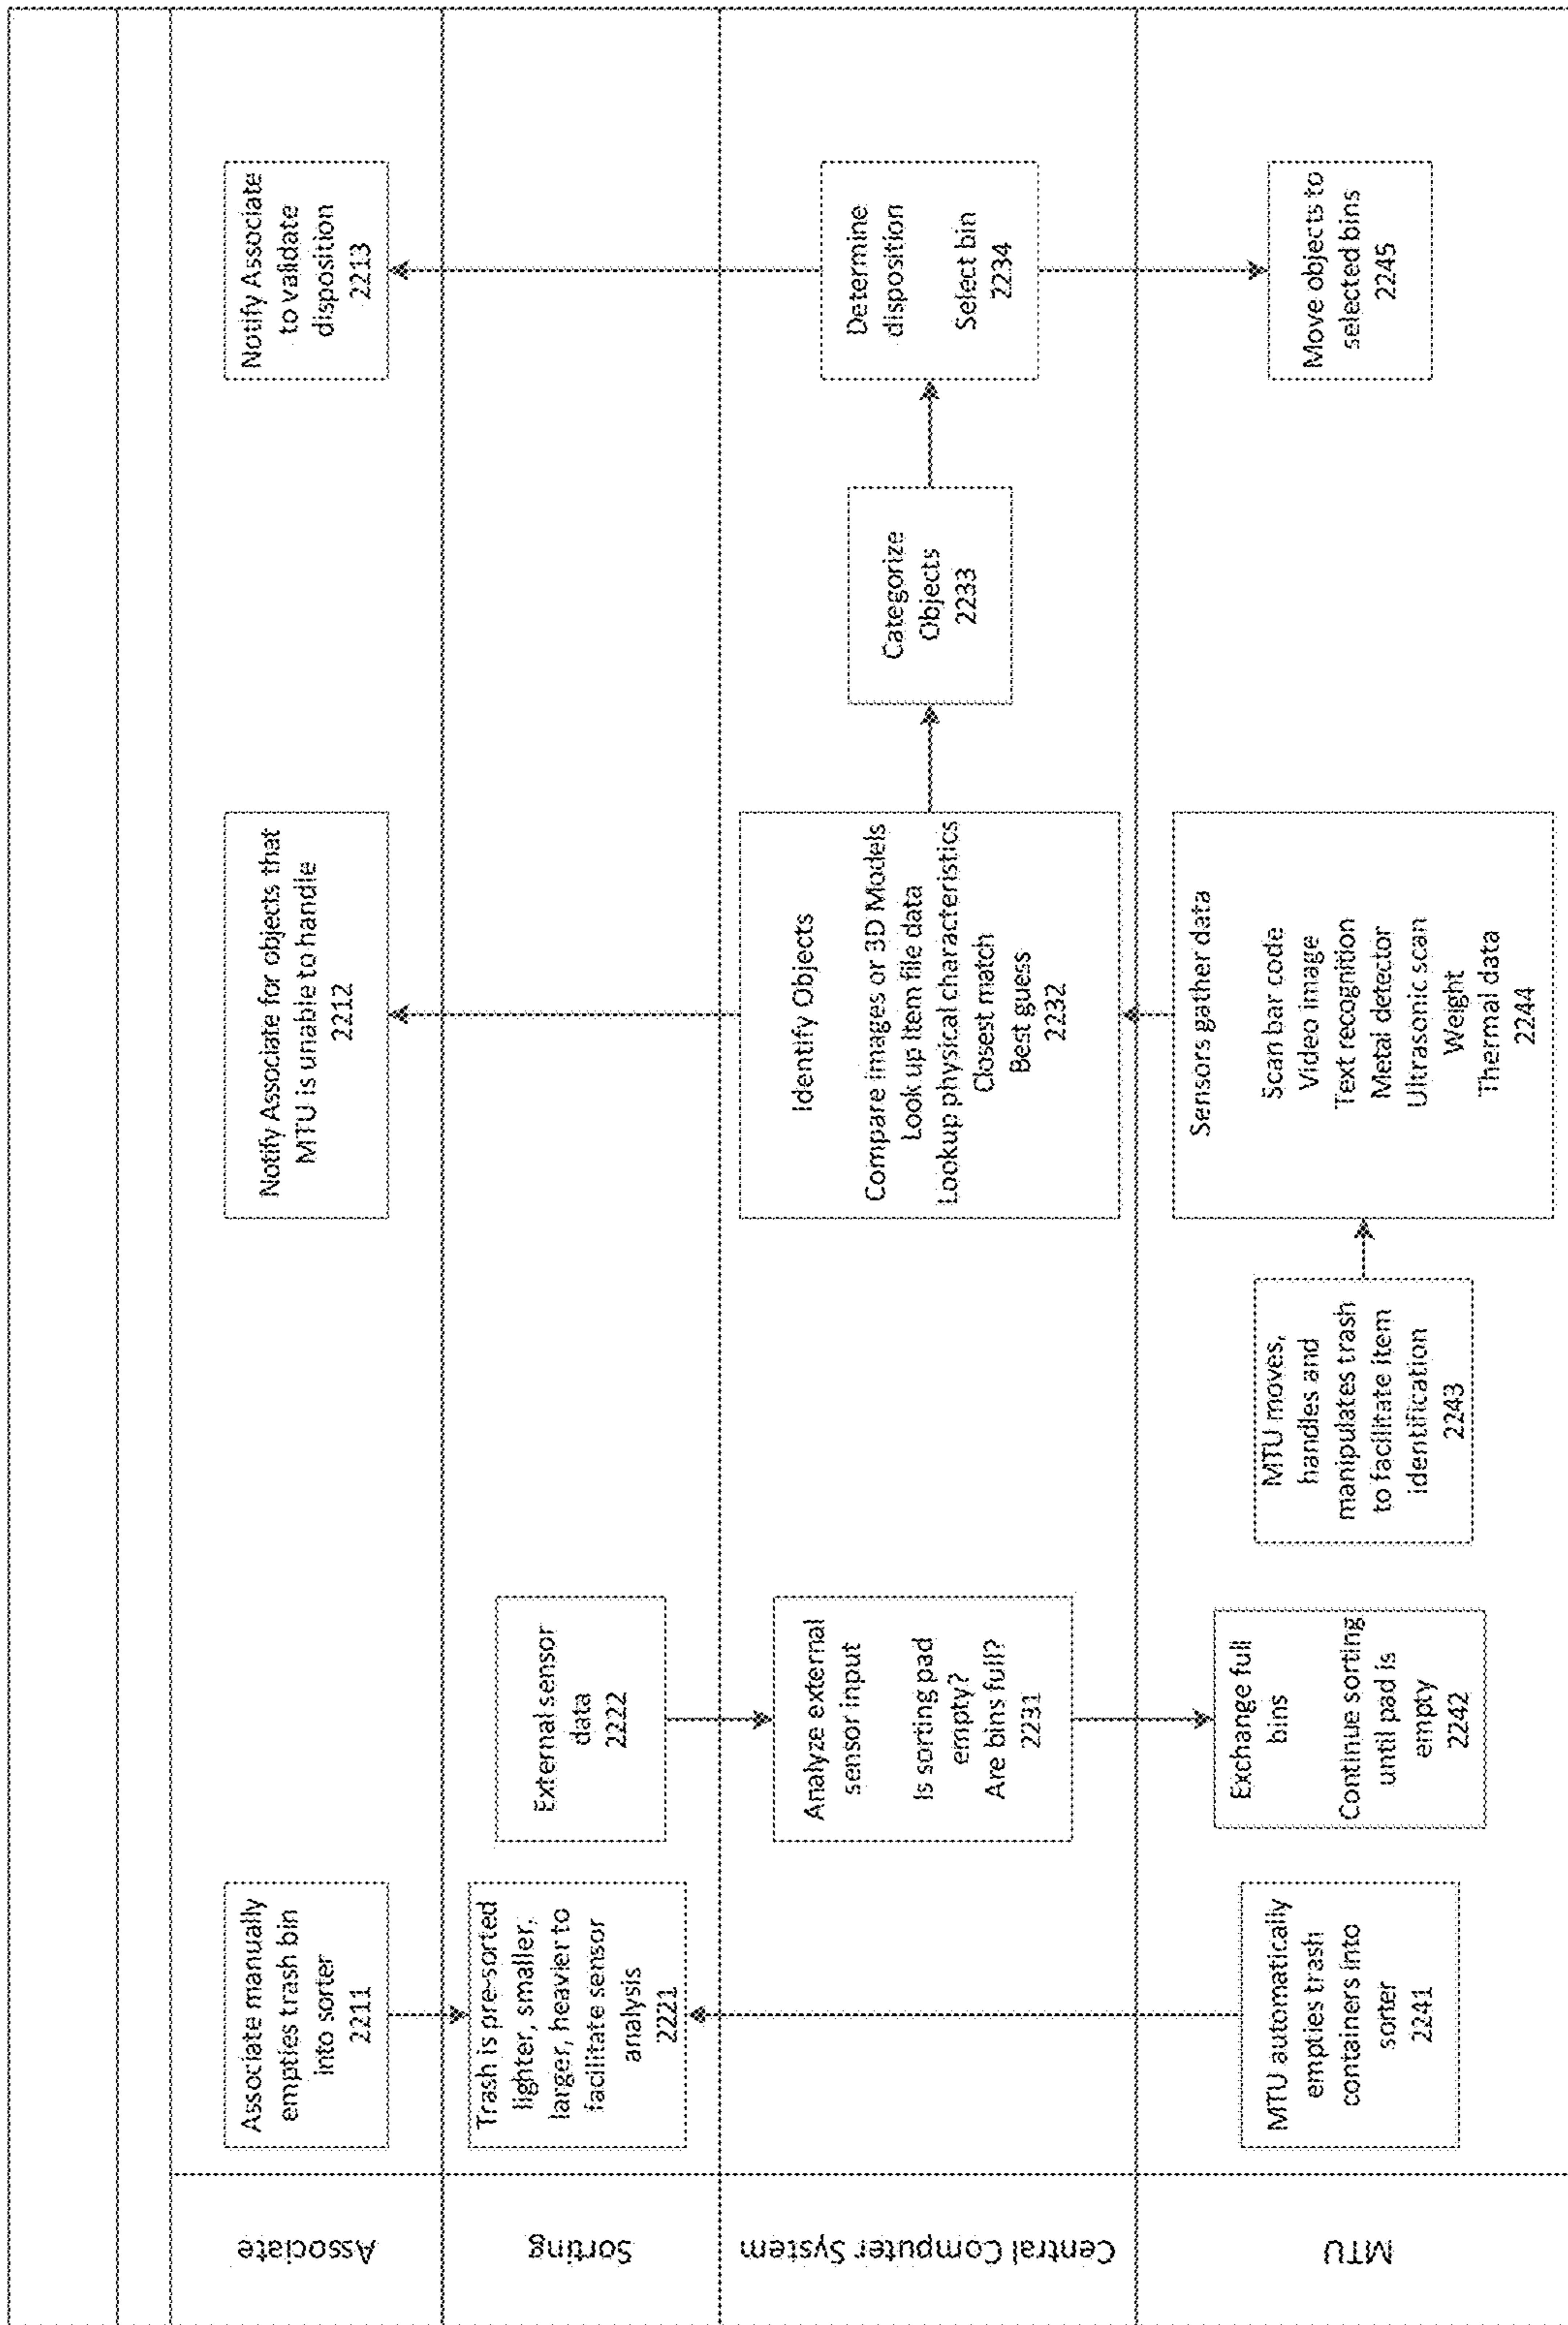 Associate
Associate manually
empties trash bin
into sorter
2211
Notify Associate for objects that
MTU is unable to handle
2212
Notify Associate
to validate
disposition
2213
Sorting
Trash is pre-sorted
lighter, smaller,
larger, heavier to
facilitate sensor
analysis
2221
External sensor
data
2222
Central Computer System
Analyze external
sensor input
Is sorting pad
empty?
Are bins full?
2231
Identify Objects
Compare images or 3D Models
Look up item file data
Lookup physical characteristics
Closest match
Best guess
2232
Categorize
Objects
2233
Determine
disposition
Select bin
2234
MTU
MTU automatically
empties trash
containers into
sorter
2241
Exchange full
bins
Continue sorting
until pad is
empty
2242
MTU moves,
handles and
manipulates trash
to facilitate item
identification
2243
Sensors gather data
Scan bar code
Video image
Text recognition
Metal detector
Ultrasonic scan
Weight
Thermal data
2244
Move objects to
selected bins
2245